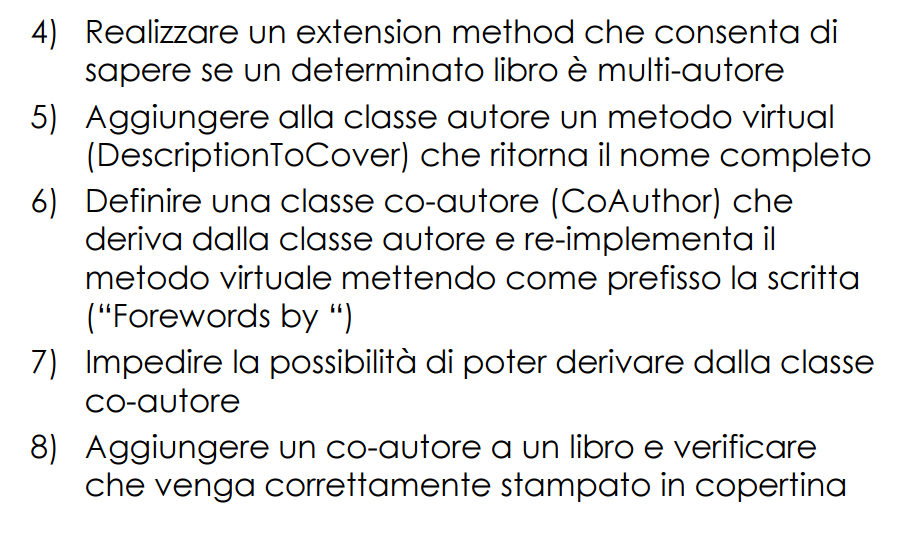 4) Realizzare un extension method che consenta di
sapere se un determinato libro è multi-autore
5) Aggiungere alla classe autore un metodo virtual
(DescriptionToCover) che ritorna il nome completo
6) Definire una classe co-autore (CoAuthor) che
deriva dalla classe autore e re-implementa il
metodo virtuale mettendo come prefisso la scritta
(“Forewords by “)
7) Impedire la possibilità di poter derivare dalla classe
co-autore
8) Aggiungere un co-autore a un libro e verificare
che venga correttamente stampato in copertina